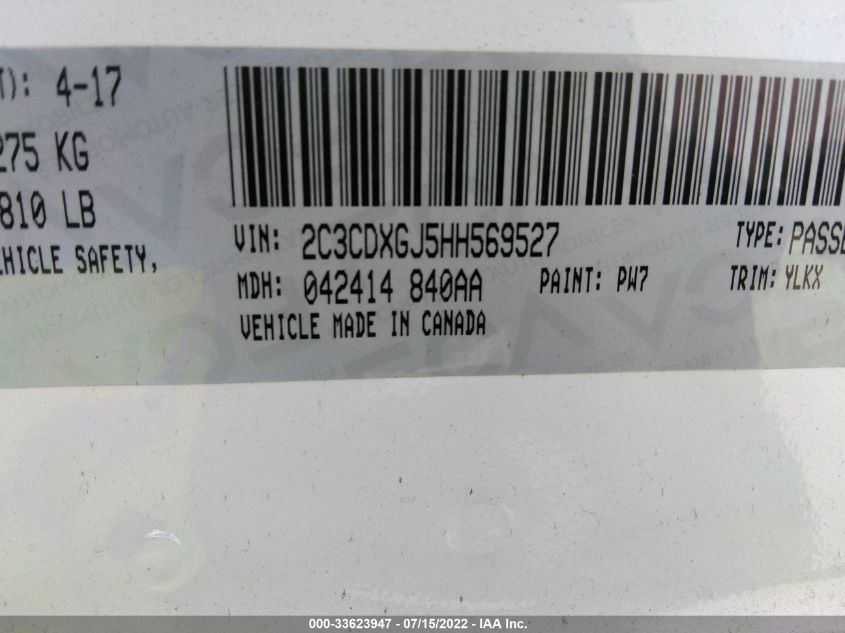 T): 4-17
275 KG
810 LB
EHICLE SAFETY,
VIN: 2C3CDXGJ5HH569527
TYPE: PASSE
MDH: 042414 840AA
PAINT: PW7
TRIM: YLKX
VEHICLE MADE IN CANADA
000-33623947 - 07/15/2022 - IAA Inc.